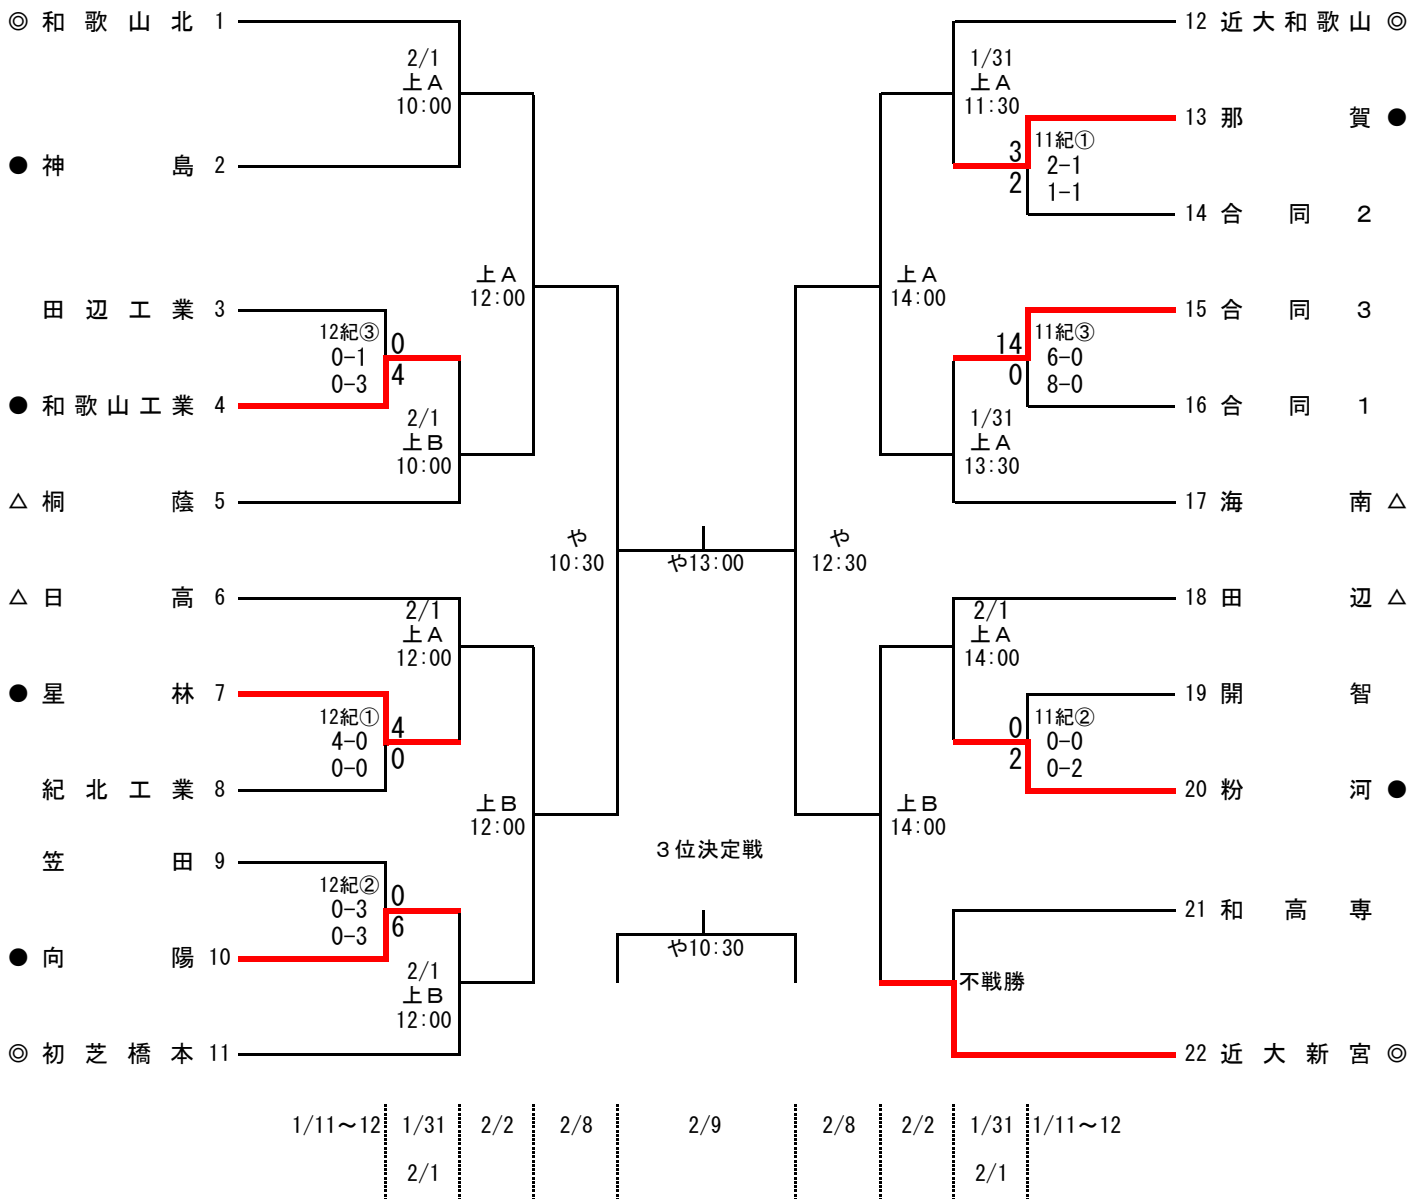 ◎ 和歌山北 1
2/1
上A
10:00
● 神島 2
田辺工業 3
12紀③
0-1
0-3
0
4
● 和歌山工業 4
2/1
上B
10:00
△ 桐蔭 5
上A
12:00
△ 日高 6
2/1
上A
12:00
● 星林 7
12紀①
4-0
0-0
4
0
紀北工業 8
上B
12:00
笠田 9
12紀②
0-3
0-3
0
6
● 向陽 10
2/1
上B
12:00
◎ 初芝橋本 11
や
10:30
や13:00
や
12:30
3位決定戦
や10:30
12 近大和歌山 ◎
1/31
上A
11:30
13 那賀 ●
11紀①
2-1
1-1
3
2
14 合同2
上A
14:00
15 合同3
11紀③
6-0
8-0
14
0
16 合同1
1/31
上A
13:30
17 海南 △
18 田辺 △
2/1
上A
14:00
19 開智
11紀②
0-0
0-2
0
2
20 粉河 ●
上B
14:00
21 和高専
不戦勝
22 近大新宮 ◎
1/11～12 1/31 2/2 2/8 2/9 2/8 2/2 1/31 1/11～12
2/1 2/1